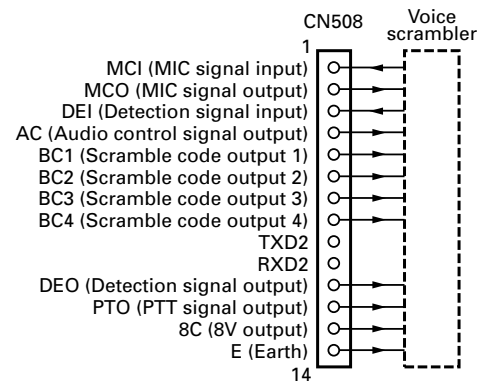 CN508
Voice
scrambler
1
MCI (MIC signal input)
MCO (MIC signal output)
DEI (Detection signal input)
AC (Audio control signal output)
BC1 (Scramble code output 1)
BC2 (Scramble code output 2)
BC3 (Scramble code output 3)
BC4 (Scramble code output 4)
TXD2
RXD2
DEO (Detection signal output)
PTO (PTT signal output)
8C (8V output)
E (Earth)
14